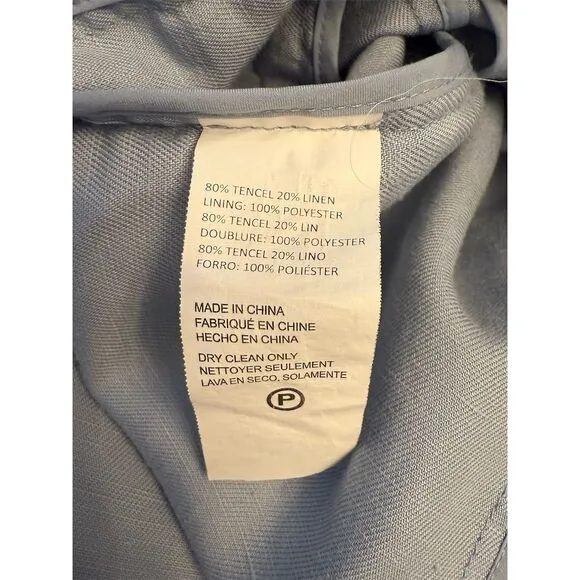 80% TENCEL 20% LINEN
LINING: 100% POLYESTER
80% TENCEL 20% LIN
DOUBLURE: 100% POLYESTER
80% TENCEL 20% LINO
FORRO: 100% POLIÉSTER
MADE IN CHINA
FABRIQUÉ EN CHINE
HECHO EN CHINA
DRY CLEAN ONLY
NETTOYER SEULEMENT
LAVA EN SECO, SOLAMENTE
P